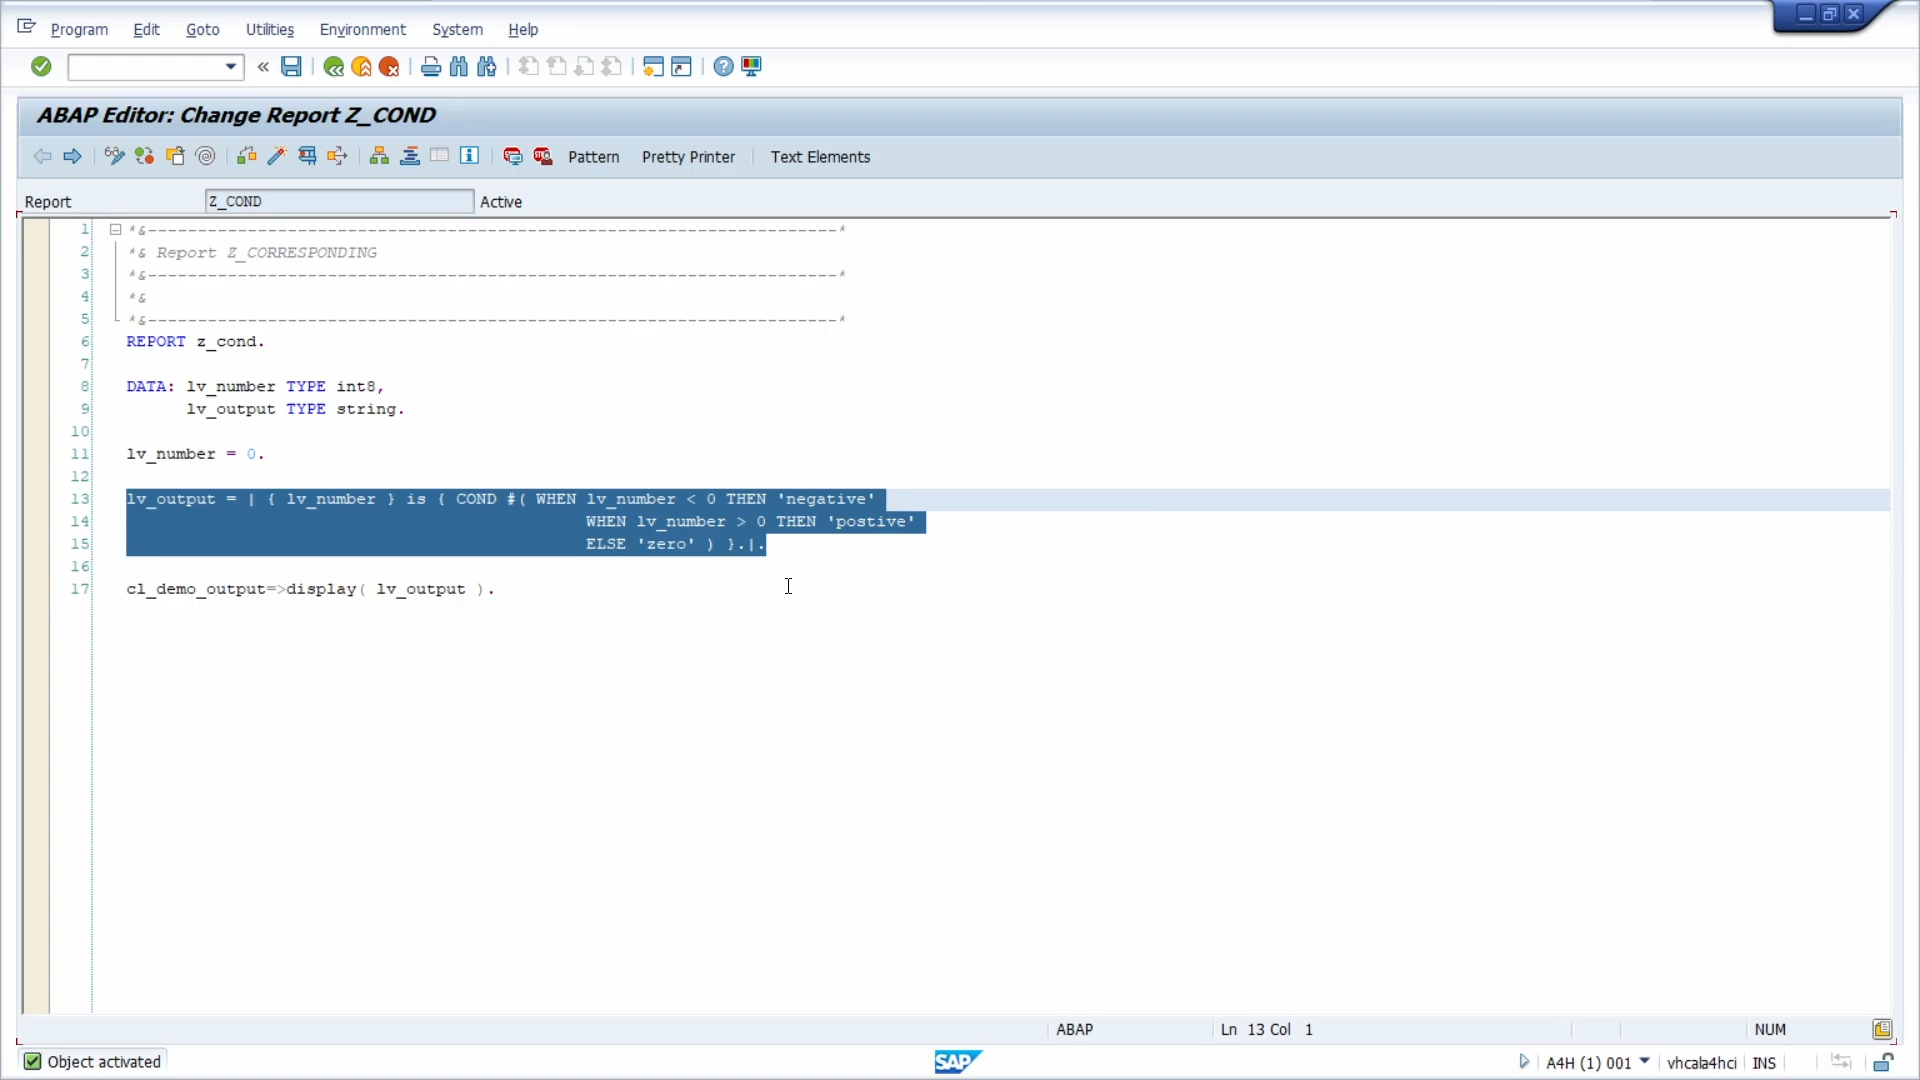 Program Edit Goto Utilities Environment System Help
ABAP Editor: Change Report Z_COND
Pattern Pretty Printer Text Elements
Report Z_COND Active
1 *&---------------------------------------------------------------------*
2 *& Report Z_CORRESPONDING
3 *&---------------------------------------------------------------------*
4 *&
5 *&---------------------------------------------------------------------*
6 REPORT z_cond.
7
8 DATA: lv_number TYPE int8,
9 lv_output TYPE string.
10
11 lv_number = 0.
12
13 lv_output = | { lv_number } is { COND #( WHEN lv_number < 0 THEN 'negative'
14 WHEN lv_number > 0 THEN 'postive'
15 ELSE 'zero' ) }.|.
16
17 cl_demo_output=>display( lv_output ).
ABAP Ln 13 Col 1 NUM
Object activated SAP A4H (1) 001 vhcala4hci INS